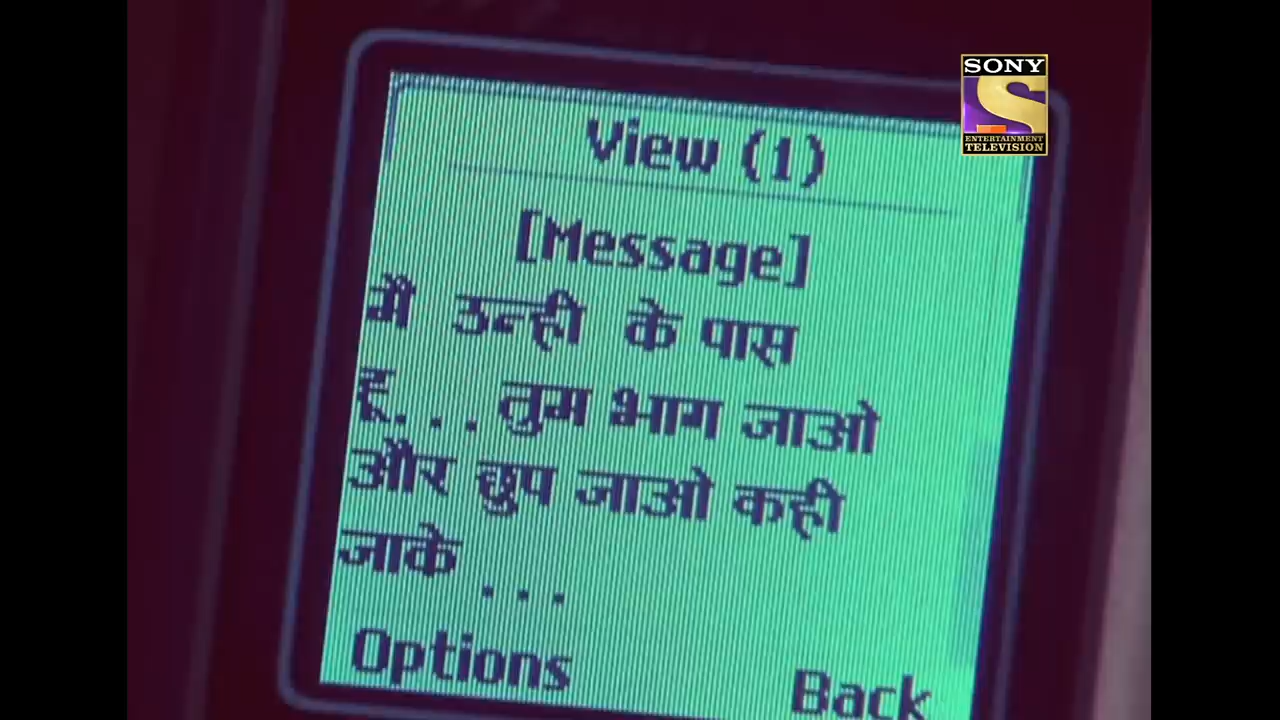 SONY
ENTERTAINMENT
TELEVISION
View (1)
[Message]
मै उन्ही के पास
हू. . . तुम भाग जाओ
और छुप जाओ कही
जाके . . .
Options Back